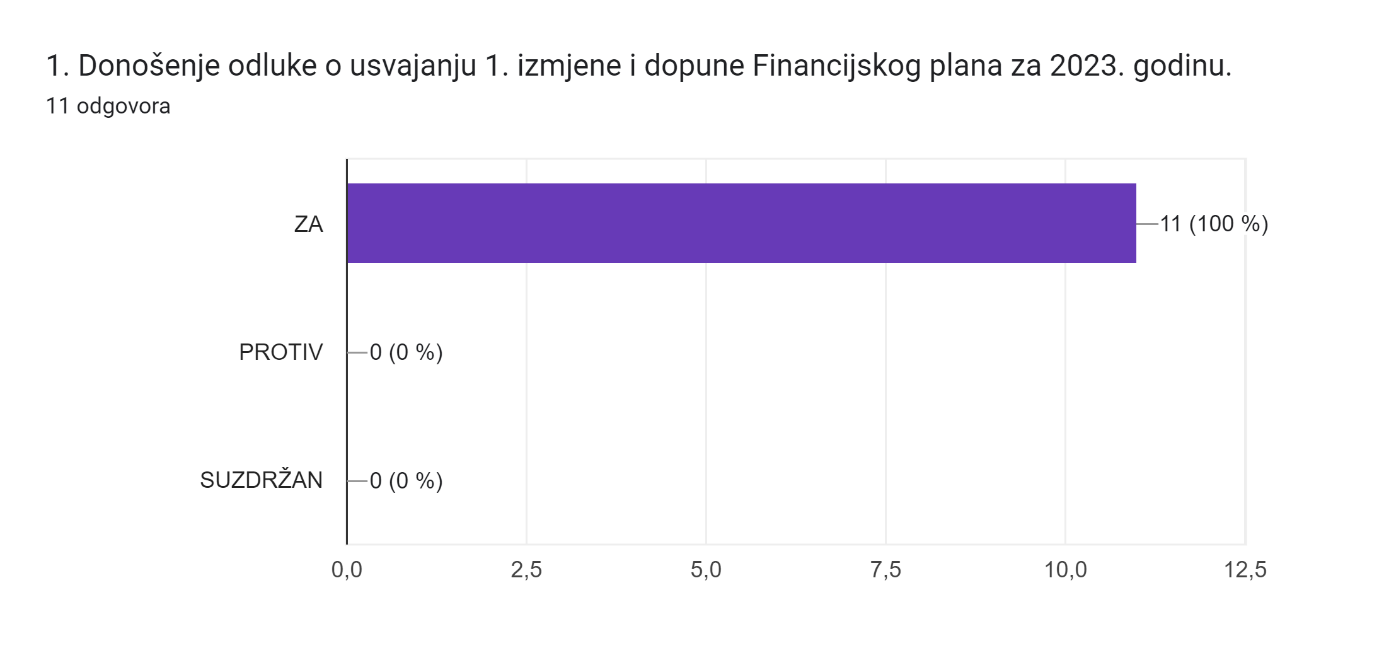 1. Donošenje odluke o usvajanju 1. izmjene i dopune Financijskog plana za 2023. godinu.
11 odgovora
ZA
11 (100 %)
PROTIV
0 (0 %)
SUZDRŽAN
0 (0 %)
0,0
2,5
5,0
7,5
10,0
12,5